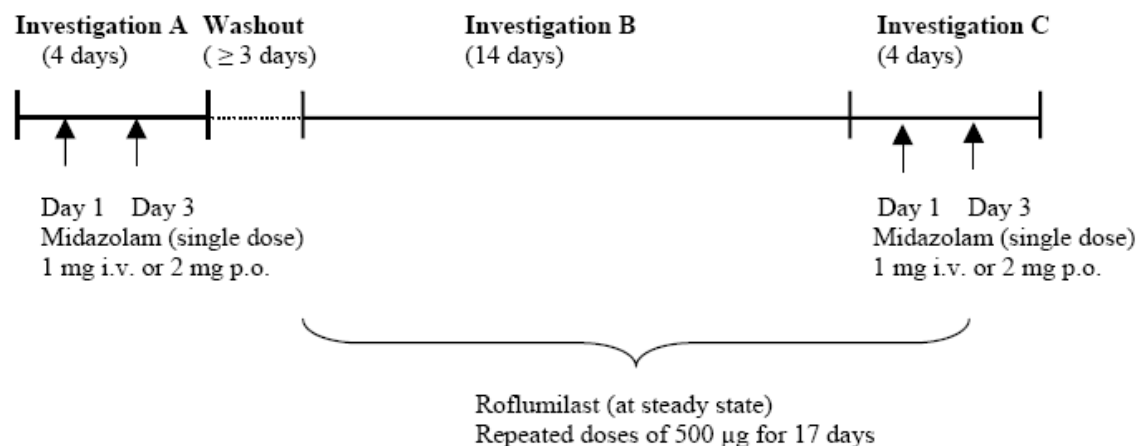 Investigation A Washout Investigation B Investigation C
(4 days) ( ≥ 3 days) (14 days) (4 days)
Day 1 Day 3 Day 1 Day 3
Midazolam (single dose) Midazolam (single dose)
1 mg i.v. or 2 mg p.o. 1 mg i.v. or 2 mg p.o.
Roflumilast (at steady state)
Repeated doses of 500 µg for 17 days